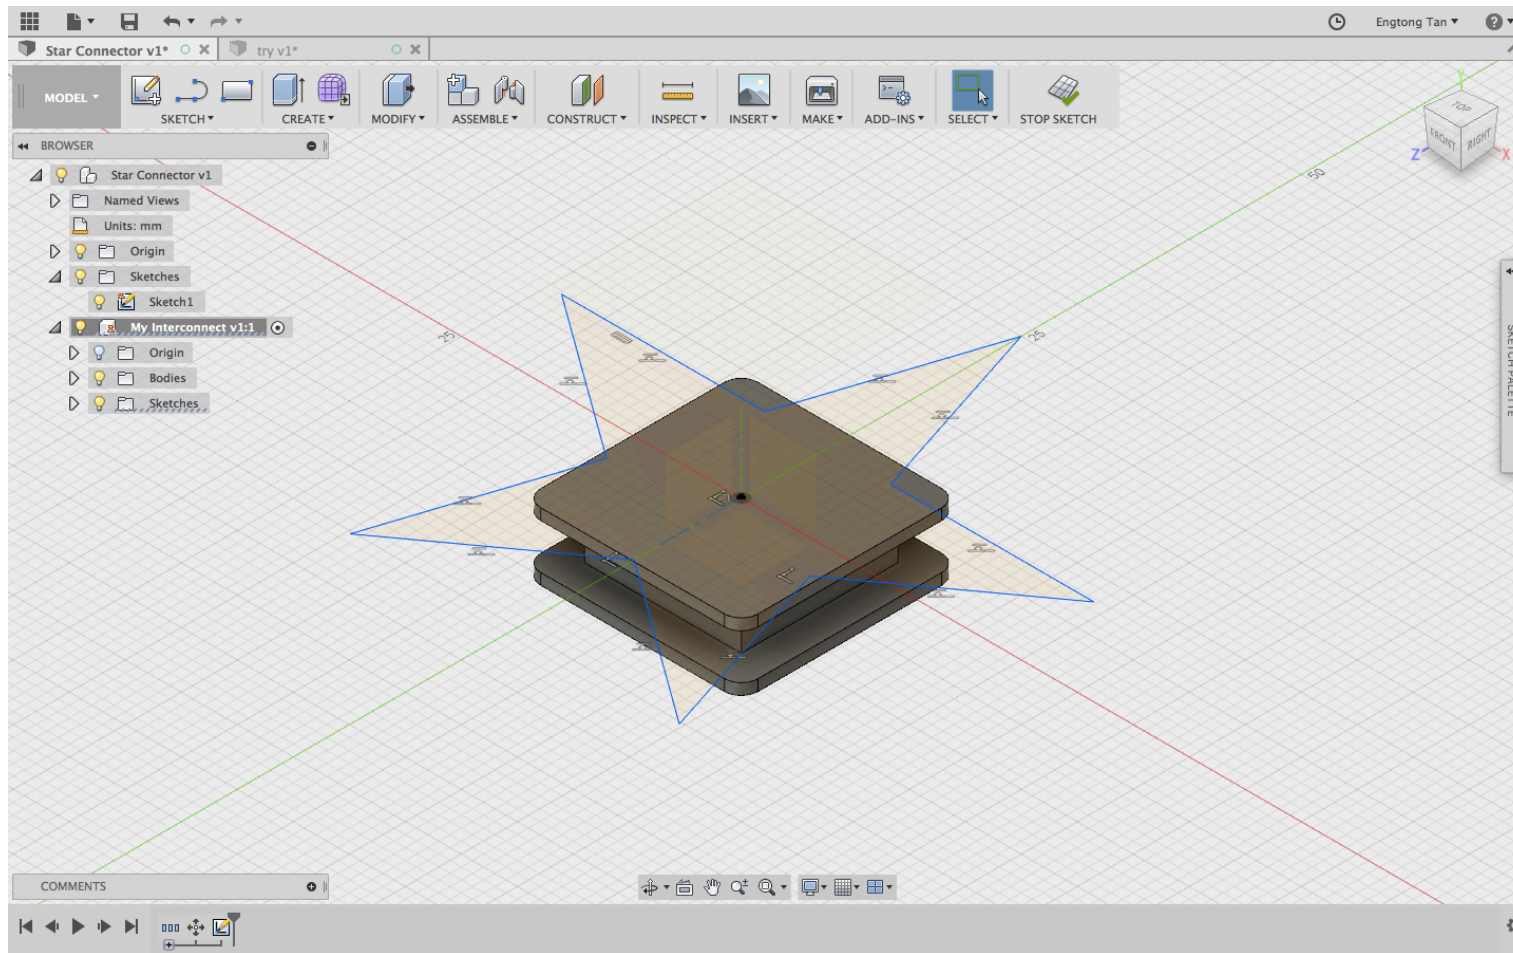 Engtong Tan
Star Connector v1*
try v1*
MODEL
SKETCH
CREATE
MODIFY
ASSEMBLE
CONSTRUCT
INSPECT
INSERT
MAKE
ADD-INS
SELECT
STOP SKETCH
BROWSER
Star Connector v1
Named Views
Units: mm
Origin
Sketches
Sketch1
My Interconnect v1:1
Origin
Bodies
Sketches
25
25
50
Y
TOP
FRONT
RIGHT
Z
X
SKETCH PALETTE
COMMENTS